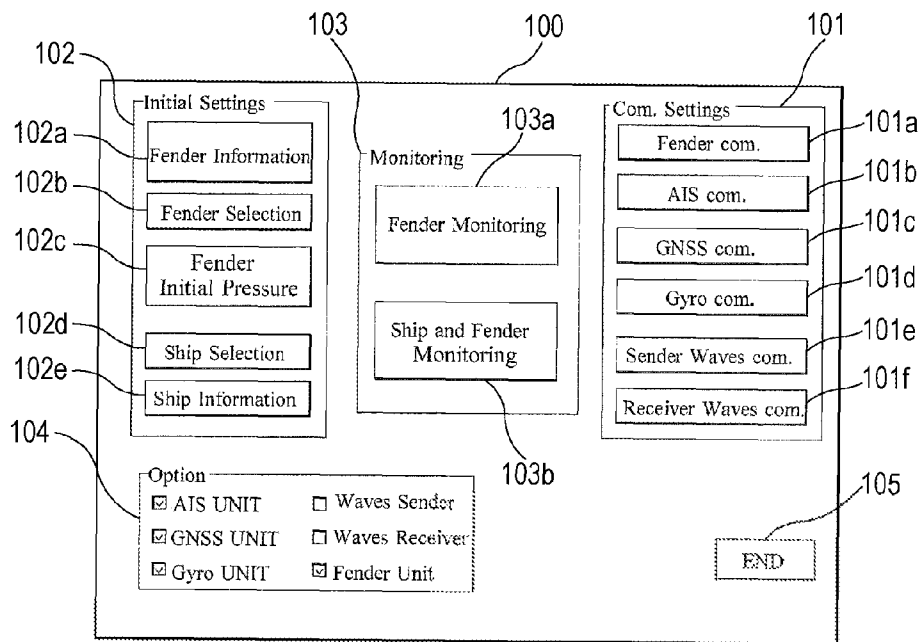 103
100
101
102
Initial Settings
102a
Fender Information
102b
Fender Selection
102c
Fender
Initial Pressure
102d
Ship Selection
102e
Ship Information
103a
Monitoring
Fender Monitoring
Ship and Fender
Monitoring
103b
Com. Settings
Fender com.
101a
AIS com.
101b
GNSS com.
101c
Gyro com.
101d
Sender Waves com.
101e
Receiver Waves com.
101f
104
Option
☑ AIS UNIT ☐ Waves Sender
☑ GNSS UNIT ☐ Waves Receiver
☑ Gyro UNIT ☑ Fender Unit
105
END